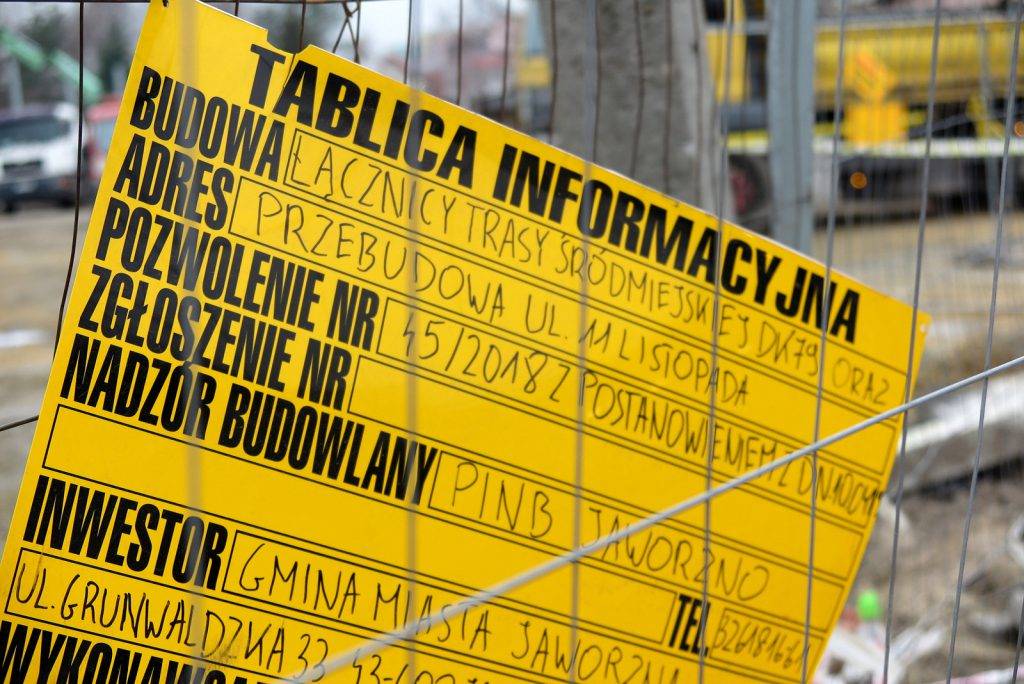 TABLICA INFORMACYJNA
BUDOWA ŁĄCZNICY TRASY ŚRÓDMIEJSKIEJ DK79 ORAZ
ADRES PRZEBUDOWA UL. 11 LISTOPADA
POZWOLENIE NR 45/2018 Z POSTANOWIENIEM Z DN.
ZGŁOSZENIE NR
NADZÓR BUDOWLANY PINB JAWORZNO
TEL.
INWESTOR GMINA MIASTA JAWORZNA
UL. GRUNWALDZKA 33